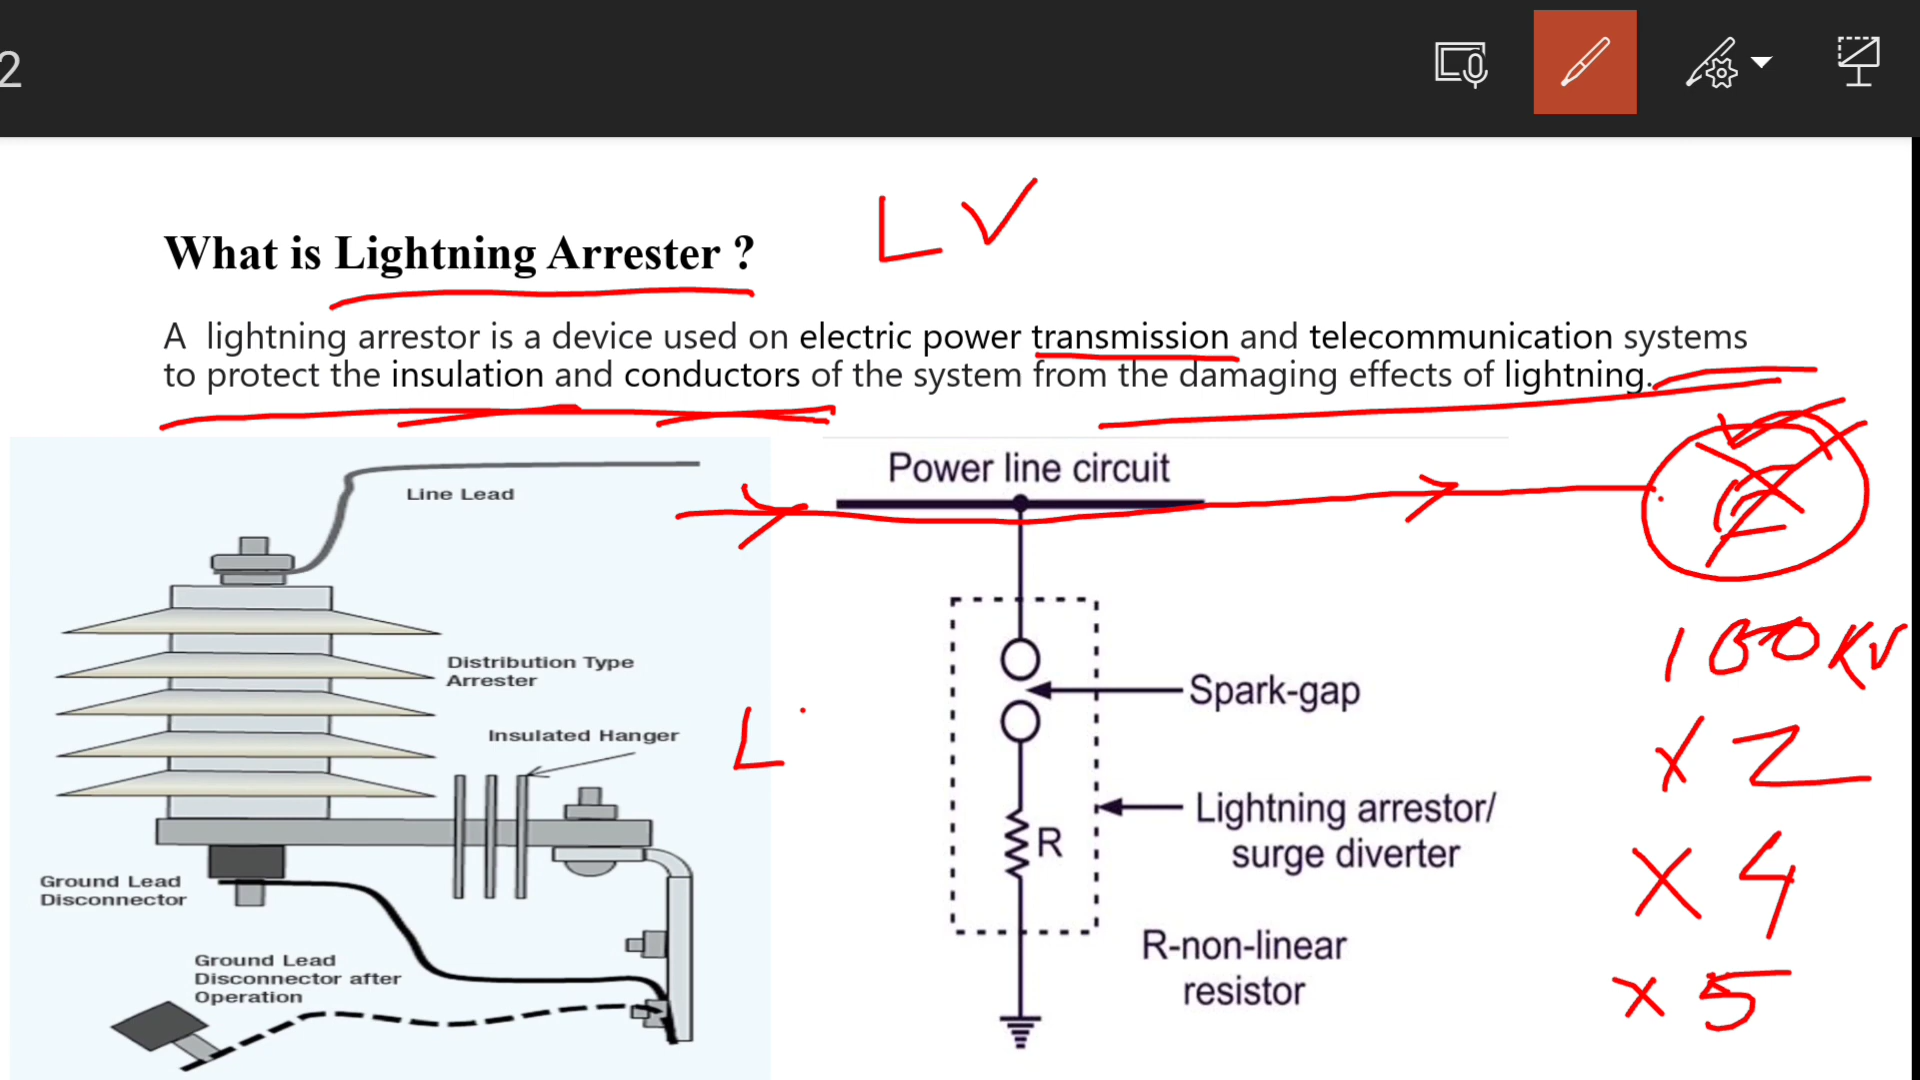 2
L ✓
What is Lightning Arrester ?
A lightning arrestor is a device used on electric power transmission and telecommunication systems
to protect the insulation and conductors of the system from the damaging effects of lightning.
Line Lead
Distribution Type
Arrester
Insulated Hanger
Ground Lead
Disconnector
Ground Lead
Disconnector after
Operation
L
Power line circuit
Spark-gap
R
Lightning arrestor/
surge diverter
R-non-linear
resistor
100KV
x 2
x 4
x 5